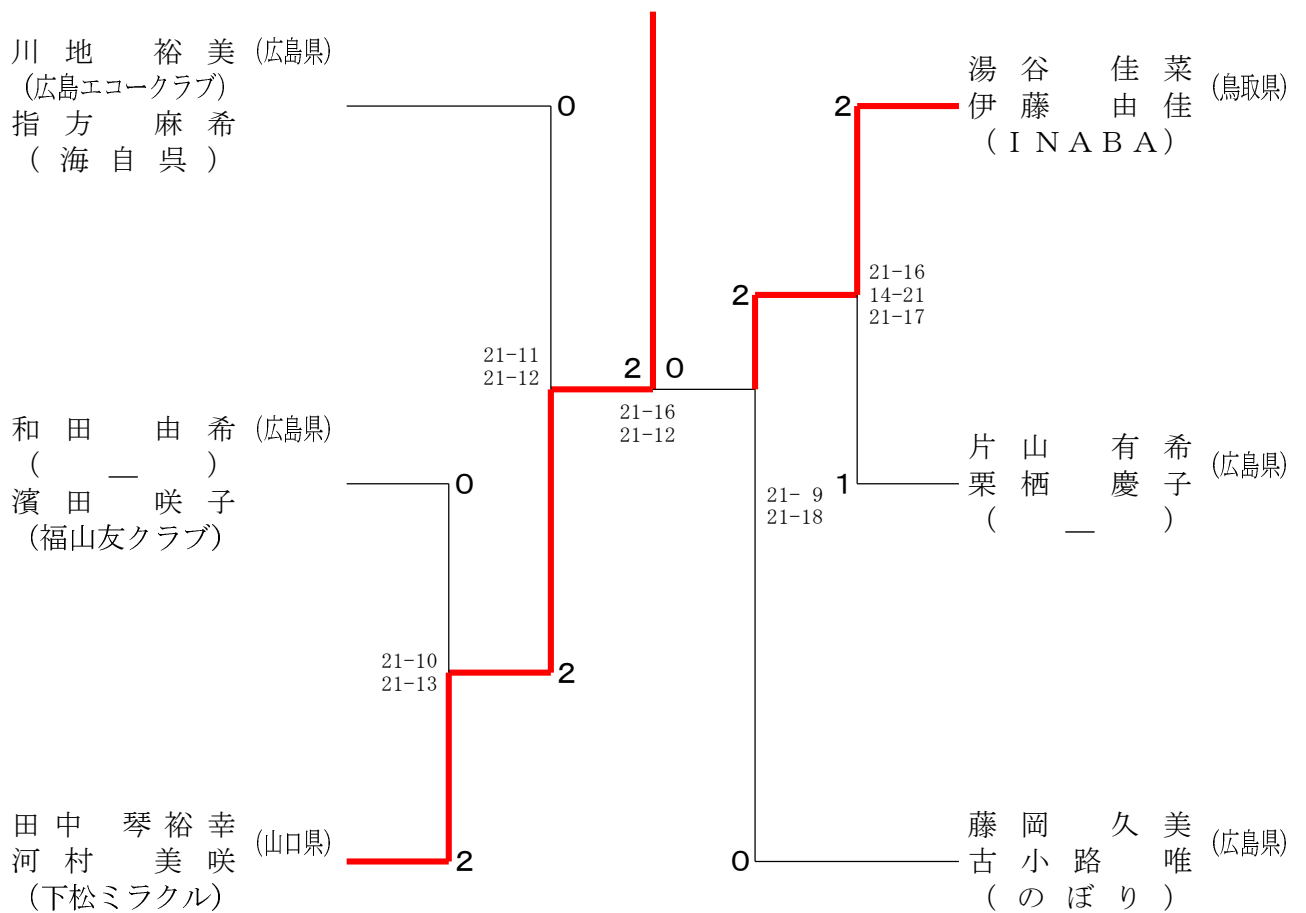 川地 裕美 (広島県)
(広島エコークラブ)
指方 麻希
(海自呉)
0
2
湯谷 佳菜
伊藤 由佳
(INABA)
(鳥取県)
21-16
14-21
21-17
2
21-11
21-12
2 0
21-16
21-12
和田 由希 (広島県)
( _ )
濱田 咲子
(福山友クラブ)
0
1
片山 有希
栗栖 慶子
( _ )
(広島県)
21- 9
21-18
21-10
21-13
2
田中 琴裕幸
河村 美咲
(下松ミラクル)
(山口県)
2
0
藤岡 久美
古小路 唯
(のぼり)
(広島県)